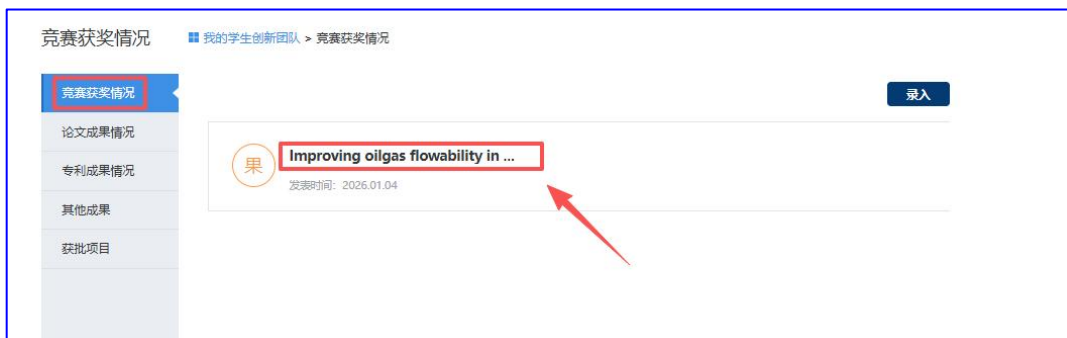 竞赛获奖情况
我的学生创新团队 > 竞赛获奖情况
竞赛获奖情况
录入
论文成果情况
专利成果情况
其他成果
获批项目
果
Improving oilgas flowability in ...
发表时间: 2026.01.04